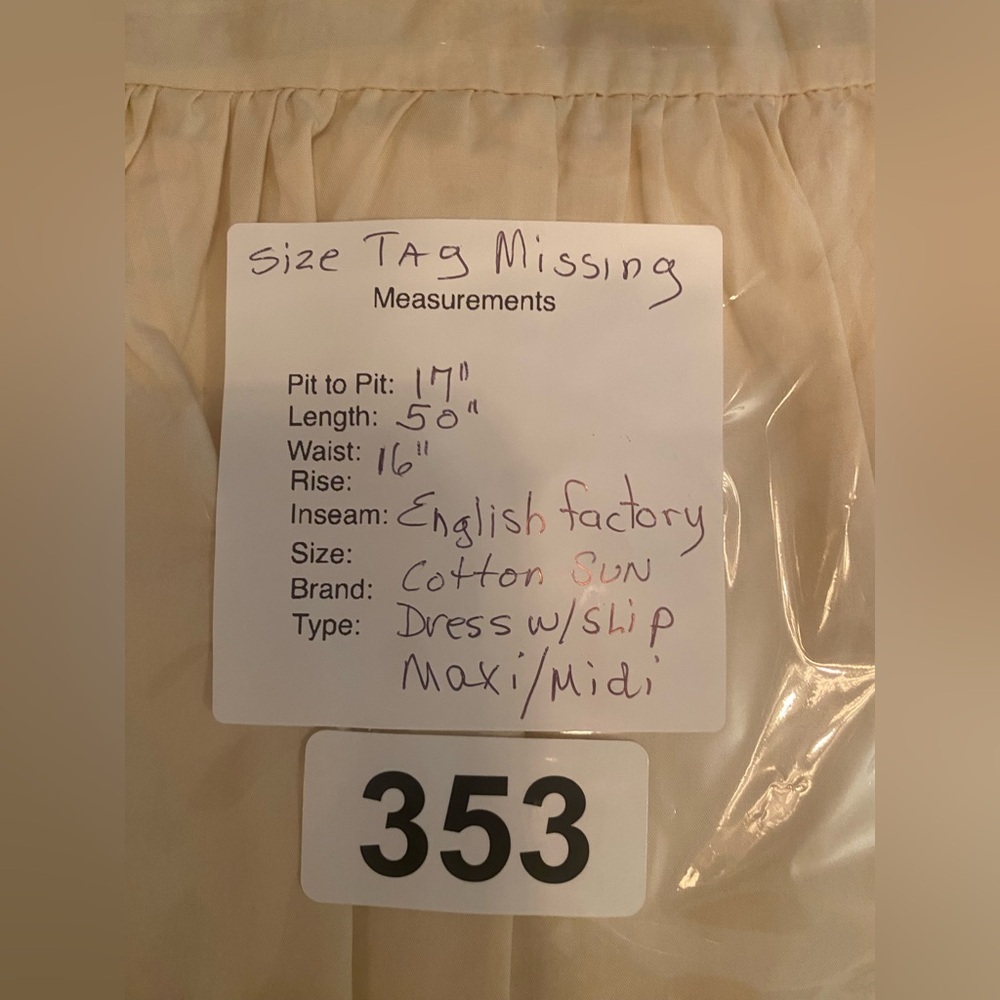 Size TAg Missing
Measurements
Pit to Pit: 17"
Length: 50"
Waist: 16"
Rise:
Inseam: English factory
Size:
Brand: Cotton SUN
Type: Dress w/sLip
Maxi/Midi
353